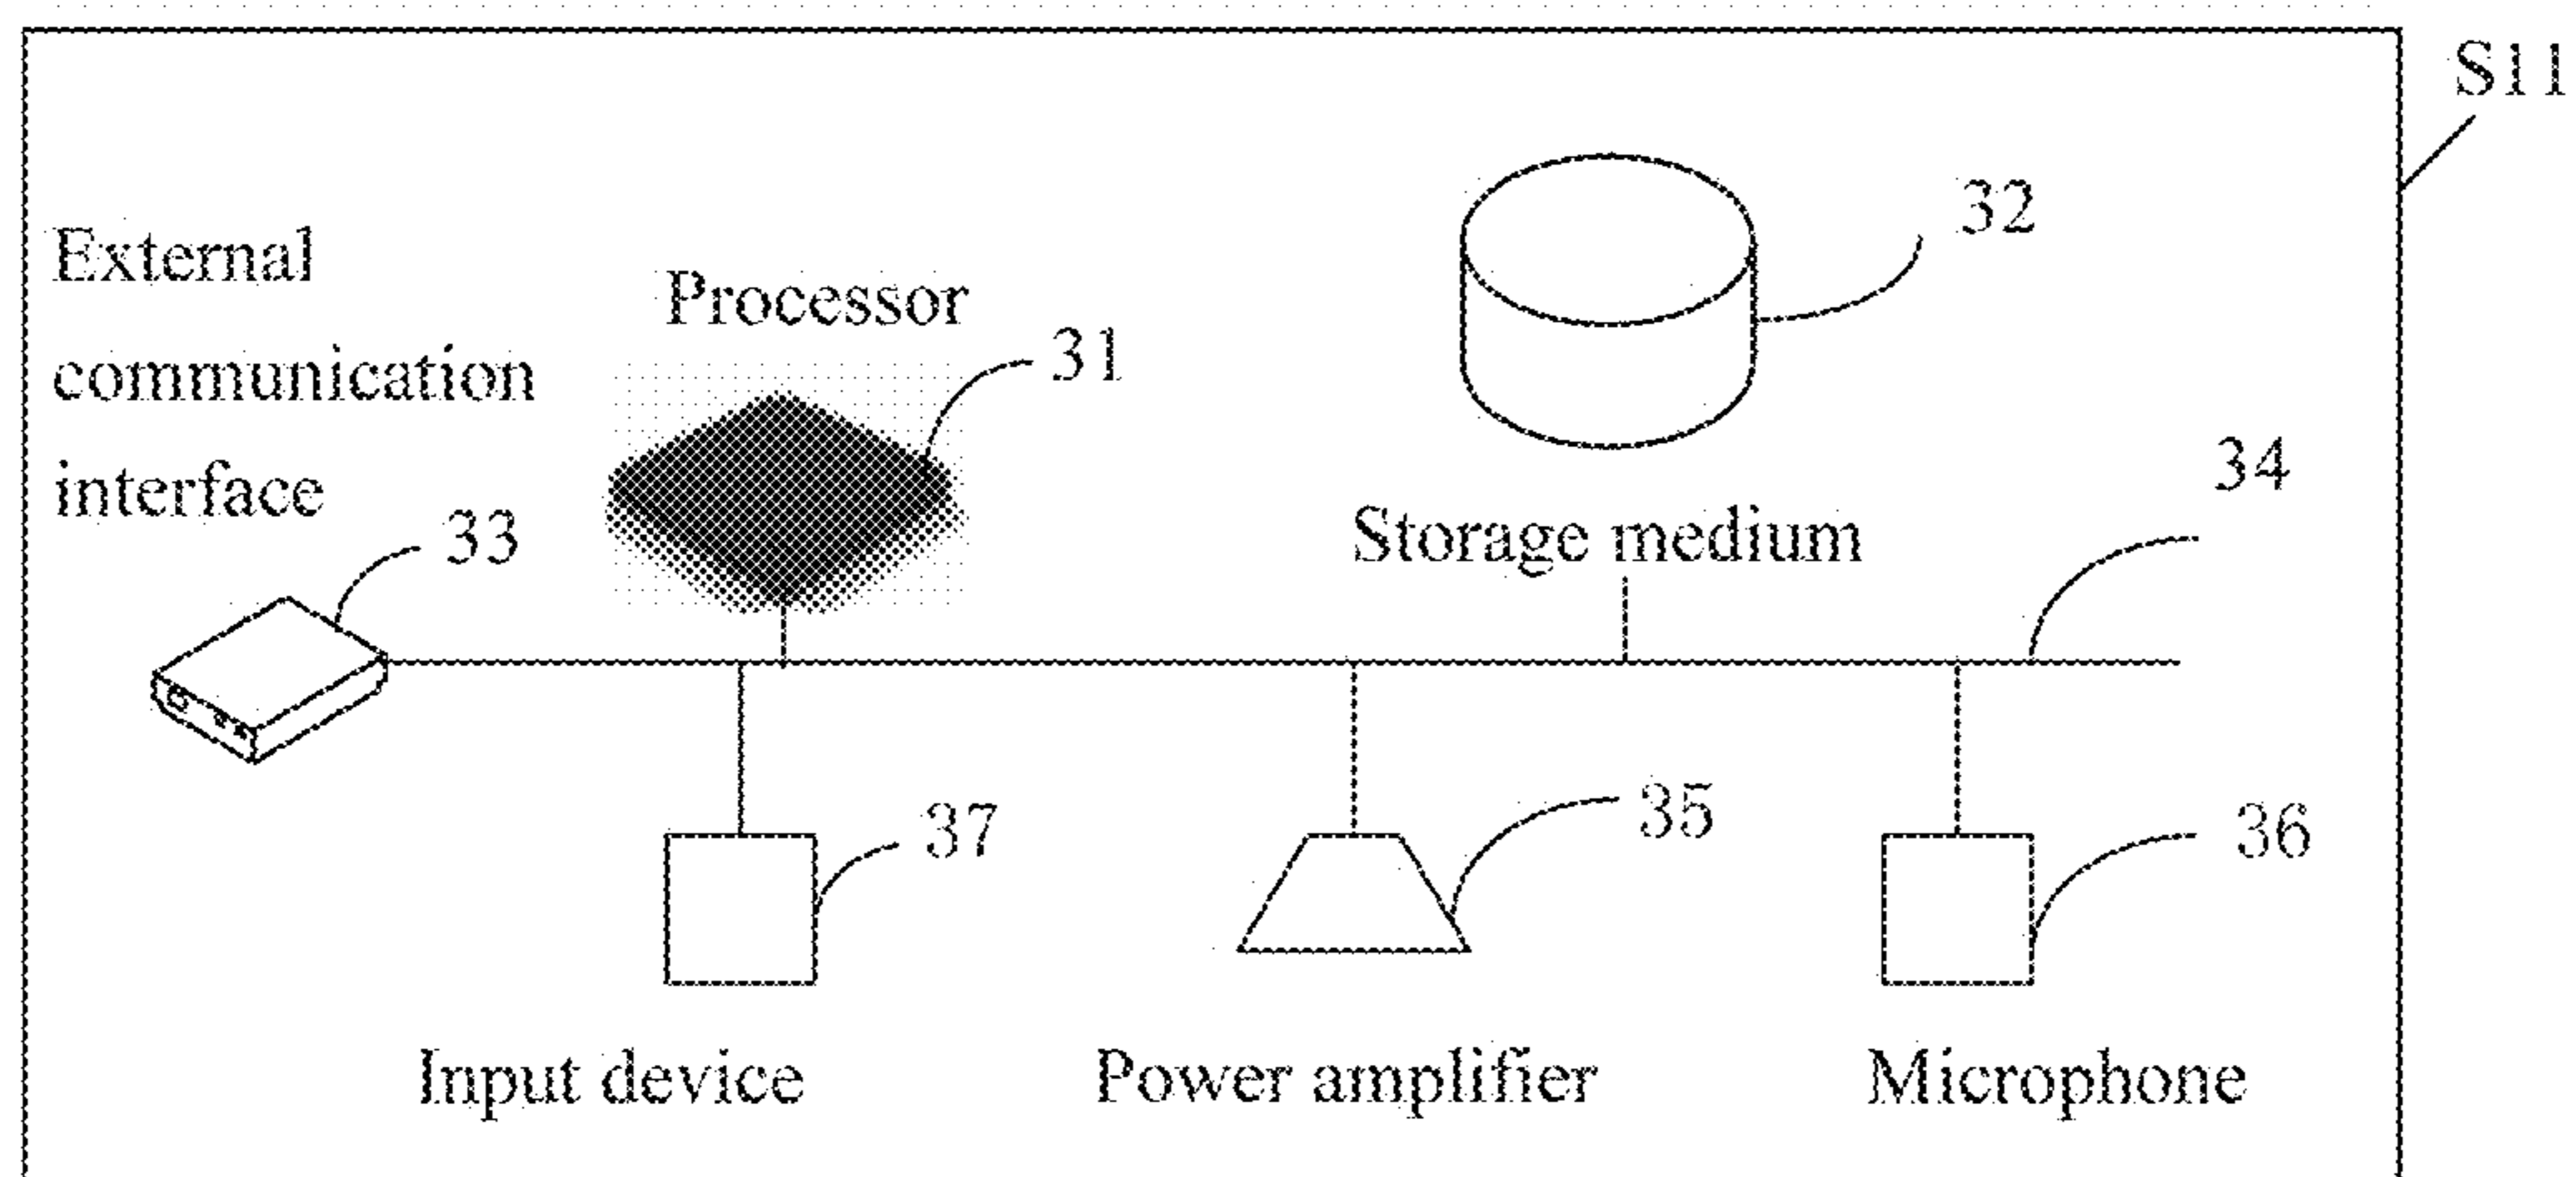 S11
External
communication
interface
Processor
31
32
33
Storage medium
34
37
35
36
Input device
Power amplifier
Microphone